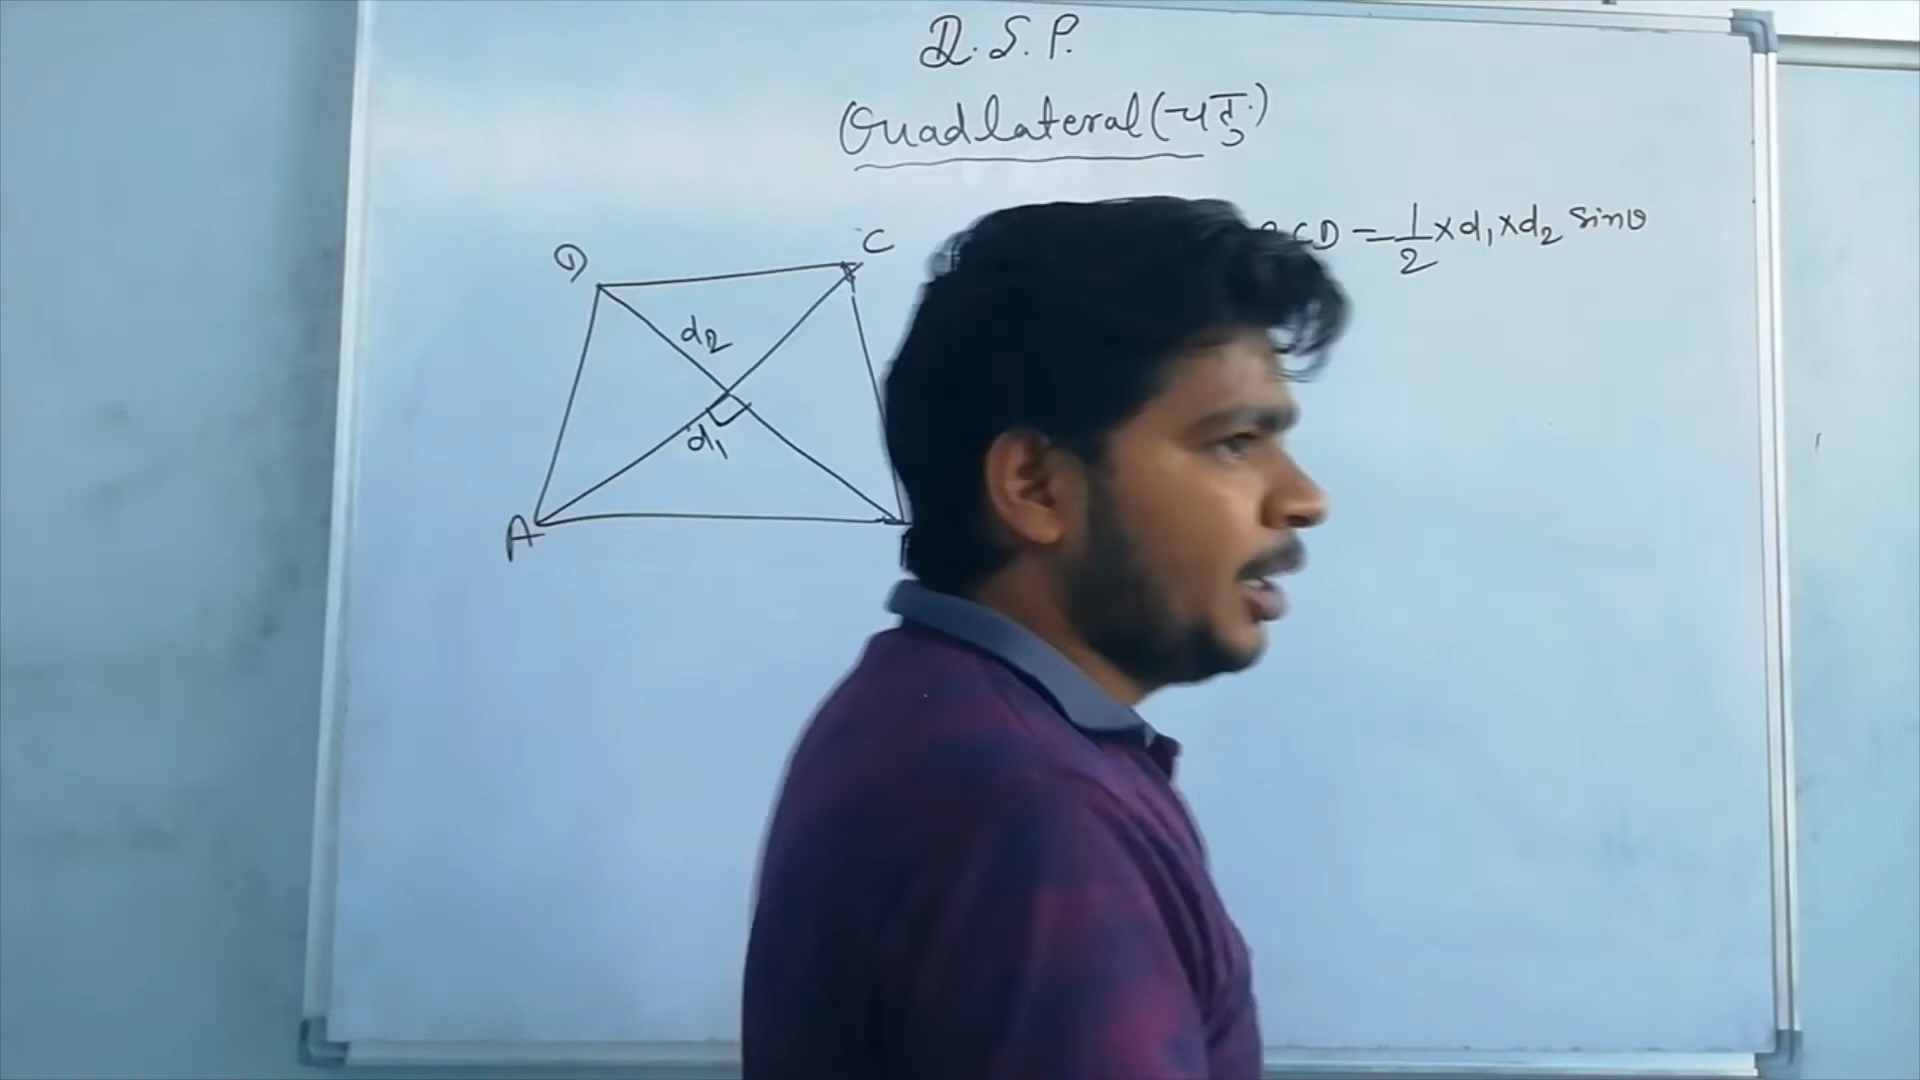 D.S.P.
Quadlateral (चतु.)
CD = 1/2 × d₁ × d₂ sinθ
D
C
d₂
d₁
A